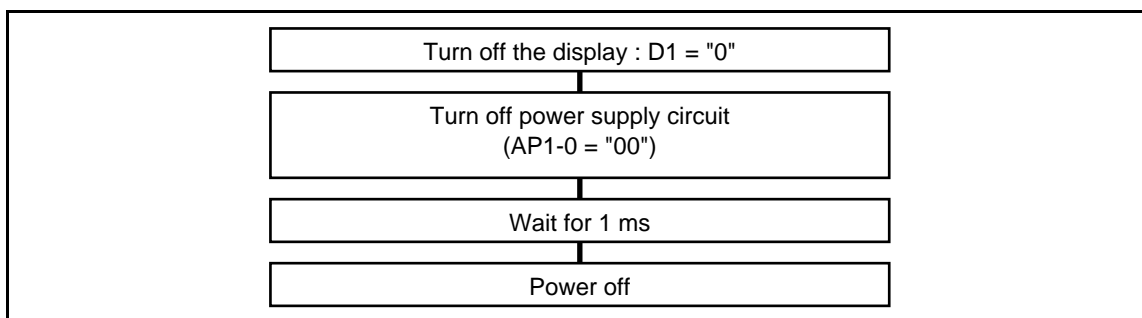 Turn off the display : D1 = "0"
Turn off power supply circuit
(AP1-0 = "00")
Wait for 1 ms
Power off